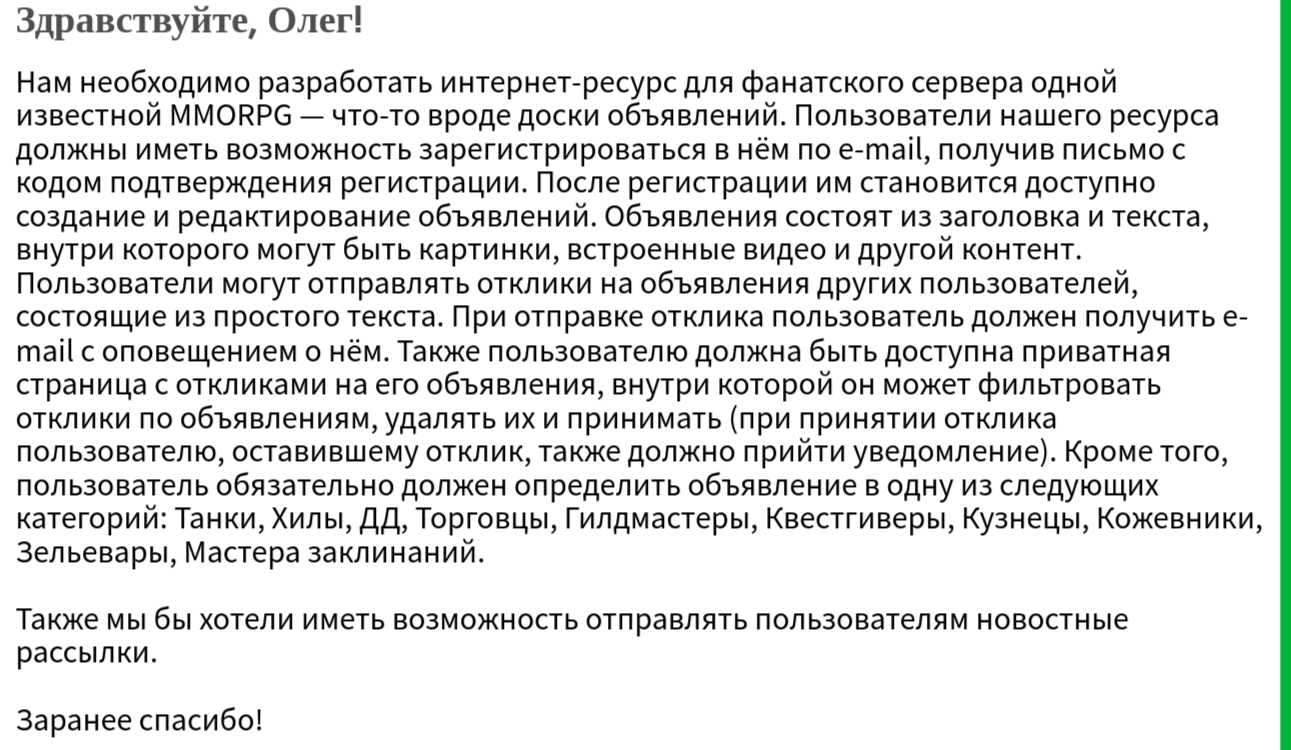 Здравствуйте, Олег!
Нам необходимо разработать интернет-ресурс для фанатского сервера одной
известной MMORPG — что-то вроде доски объявлений. Пользователи нашего ресурса
должны иметь возможность зарегистрироваться в нём по e-mail, получив письмо с
кодом подтверждения регистрации. После регистрации им становится доступно
создание и редактирование объявлений. Объявления состоят из заголовка и текста,
внутри которого могут быть картинки, встроенные видео и другой контент.
Пользователи могут отправлять отклики на объявления других пользователей,
состоящие из простого текста. При отправке отклика пользователь должен получить e-
mail с оповещением о нём. Также пользователю должна быть доступна приватная
страница с откликами на его объявления, внутри которой он может фильтровать
отклики по объявлениям, удалять их и принимать (при принятии отклика
пользователю, оставившему отклик, также должно прийти уведомление). Кроме того,
пользователь обязательно должен определить объявление в одну из следующих
категорий: Танки, Хилы, ДД, Торговцы, Гилдмастеры, Квестгиверы, Кузнецы, Кожевники,
Зельевары, Мастера заклинаний.
Также мы бы хотели иметь возможность отправлять пользователям новостные
рассылки.
Заранее спасибо!